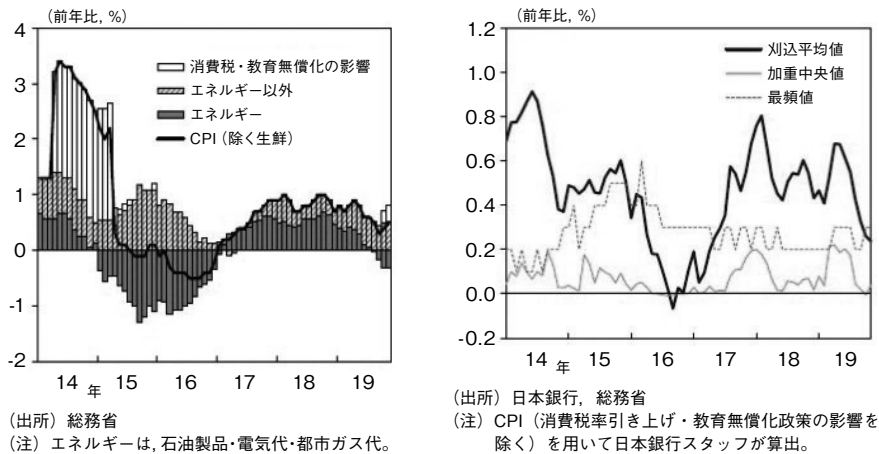 (前年比, %)
4
3
2
1
0
-1
-2
消費税・教育無償化の影響
エネルギー以外
エネルギー
CPI(除く生鮮)
14 年 15 16 17 18 19
(出所)総務省
(注)エネルギーは, 石油製品・電気代・都市ガス代。
(前年比, %)
1.2
1.0
0.8
0.6
0.4
0.2
0.0
-0.2
刈込平均値
加重中央値
最頻値
14 年 15 16 17 18 19
(出所)日本銀行, 総務省
(注)CPI(消費税率引き上げ・教育無償化政策の影響を
除く)を用いて日本銀行スタッフが算出。